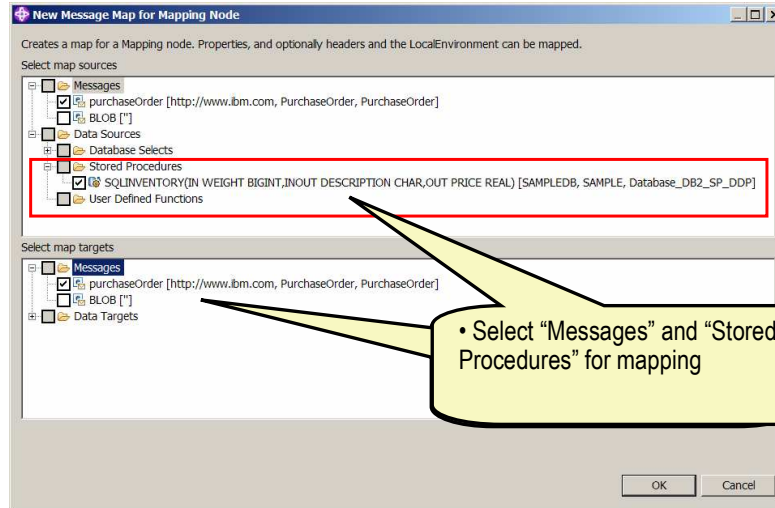 New Message Map for Mapping Node
Creates a map for a Mapping node. Properties, and optionally headers and the LocalEnvironment can be mapped.
Select map sources
Messages
purchaseOrder [http://www.ibm.com, PurchaseOrder, PurchaseOrder]
BLOB ['']
Data Sources
Database Selects
Stored Procedures
SQLINVENTORY(IN WEIGHT BIGINT,INOUT DESCRIPTION CHAR,OUT PRICE REAL) [SAMPLEDB, SAMPLE, Database_DB2_SP_DDP]
User Defined Functions
Select map targets
Messages
purchaseOrder [http://www.ibm.com, PurchaseOrder, PurchaseOrder]
BLOB ['']
Data Targets
• Select “Messages” and “Stored
Procedures” for mapping
OK Cancel